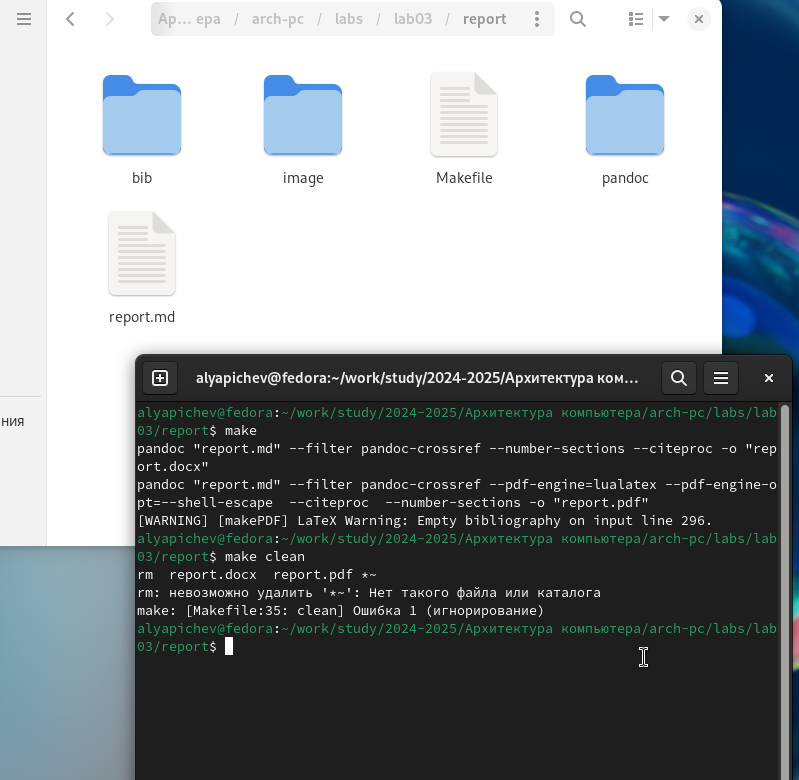 Ap... ера / arch-pc / labs / lab03 / report
bib
image
Makefile
pandoc
report.md
ния
alyapichev@fedora:~/work/study/2024-2025/Архитектура ком...
alyapichev@fedora:~/work/study/2024-2025/Архитектура компьютера/arch-pc/labs/lab
03/report$ make
pandoc "report.md" --filter pandoc-crossref --number-sections --citeproc -o "rep
ort.docx"
pandoc "report.md" --filter pandoc-crossref --pdf-engine=lualatex --pdf-engine-o
pt=--shell-escape  --citeproc  --number-sections -o "report.pdf"
[WARNING] [makePDF] LaTeX Warning: Empty bibliography on input line 296.
alyapichev@fedora:~/work/study/2024-2025/Архитектура компьютера/arch-pc/labs/lab
03/report$ make clean
rm  report.docx  report.pdf *~
rm: невозможно удалить '*~': Нет такого файла или каталога
make: [Makefile:35: clean] Ошибка 1 (игнорирование)
alyapichev@fedora:~/work/study/2024-2025/Архитектура компьютера/arch-pc/labs/lab
03/report$